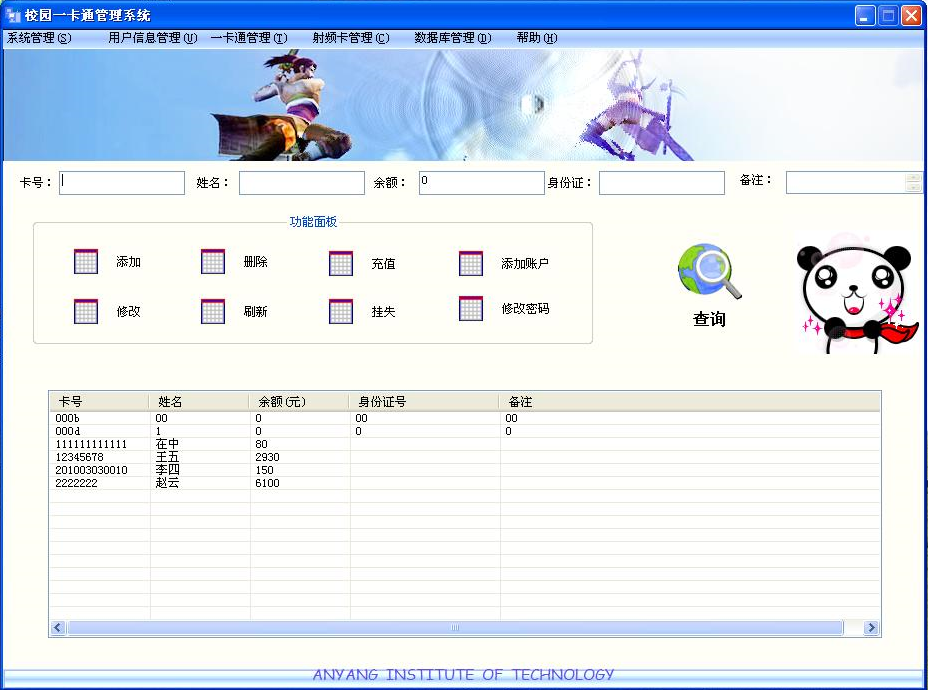 校园一卡通管理系统
系统管理(S) 用户信息管理(U) 一卡通管理(T) 射频卡管理(C) 数据库管理(D) 帮助(H)
卡号： 姓名： 余额： 0 身份证： 备注：
功能面板
添加 删除 充值 添加账户
修改 刷新 挂失 修改密码
查询
卡号 姓名 余额(元) 身份证号 备注
000b 00 0 00 00
000d 1 0 0 0
111111111111 在中 80
12345678 王五 2930
201003030010 李四 150
2222222 赵云 6100
ANYANG INSTITUTE OF TECHNOLOGY